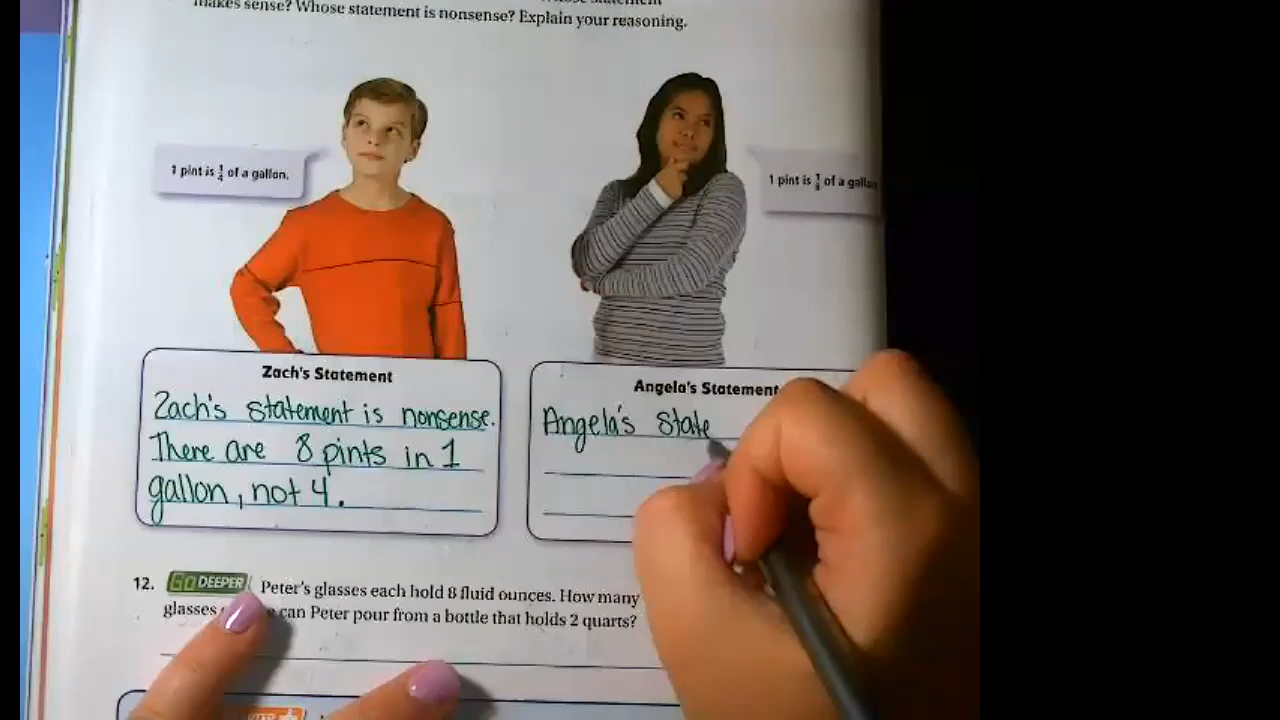 makes sense? Whose statement is nonsense? Explain your reasoning.
1 pint is 1/4 of a gallon.
1 pint is 1/8 of a gallon
Zach's Statement
Zach's statement is nonsense.
There are 8 pints in 1
gallon, not 4.
Angela's Statement
Angela's state
12. GO DEEPER Peter's glasses each hold 8 fluid ounces. How many
glasses can Peter pour from a bottle that holds 2 quarts?